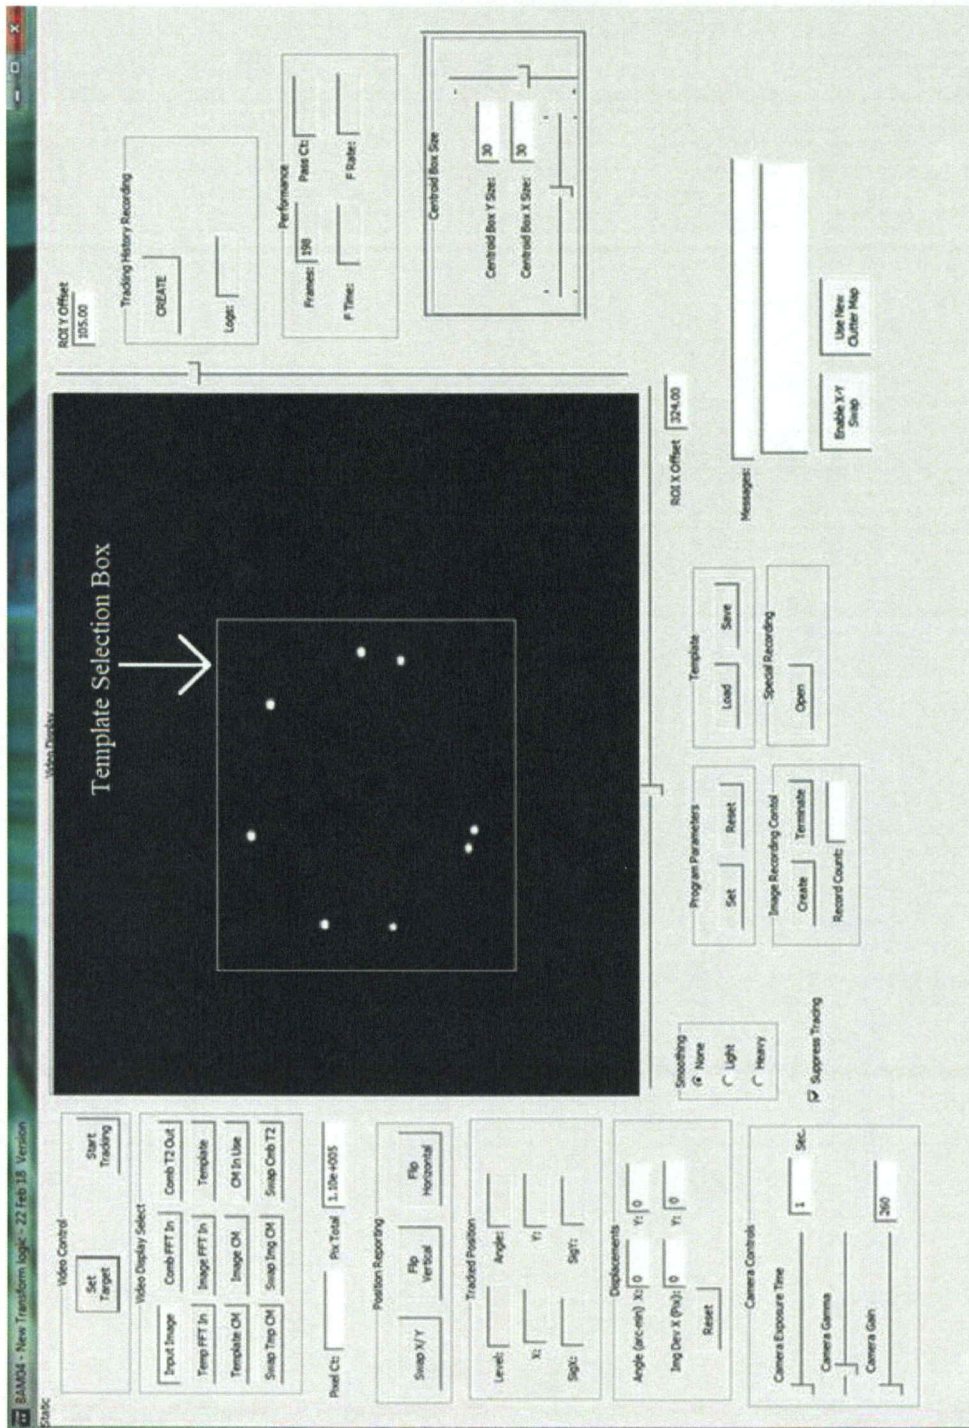 BAM04 - New Transform logic - 22 Feb 18 Version
Static
Video Control
Set Target
Start Tracking
Video Display Select
Input Image
Comb FFT In
Comb T2 Out
Temp FFT In
Image FFT In
Template
Template CM
Image CM
CM In Use
Swap Tmp CM
Swap Img CM
Swap Cmb T2
Pixel Ct:
Pix Total
1.10e+005
Position Reporting
Swap X/Y
Flip Vertical
Flip Horizontal
Tracked Position
Level:
Angle:
X:
Y:
SigX:
SigY:
Displacements
Angle (arc-min) X: 0
Y: 0
Img Dev X (Pix): 0
Y: 0
Reset
Camera Controls
Camera Exposure Time
1
Sec.
Camera Gamma
Camera Gain
260
Video Display
Template Selection Box
Smoothing
None
Light
Heavy
Suppress Tracing
Program Parameters
Set
Reset
Image Recording Contol
Create
Terminate
Record Count:
Template
Load
Save
Special Recording
Open
ROI X Offset
324.00
ROI Y Offset
105.00
Tracking History Recording
CREATE
Logs:
Performance
Frames: 198
Pass Ct:
F Time:
F Rate:
Centroid Box Size
Centroid Box Y Size: 30
Centroid Box X Size: 30
Messages:
Enable X-Y Swap
Use New Clutter Map